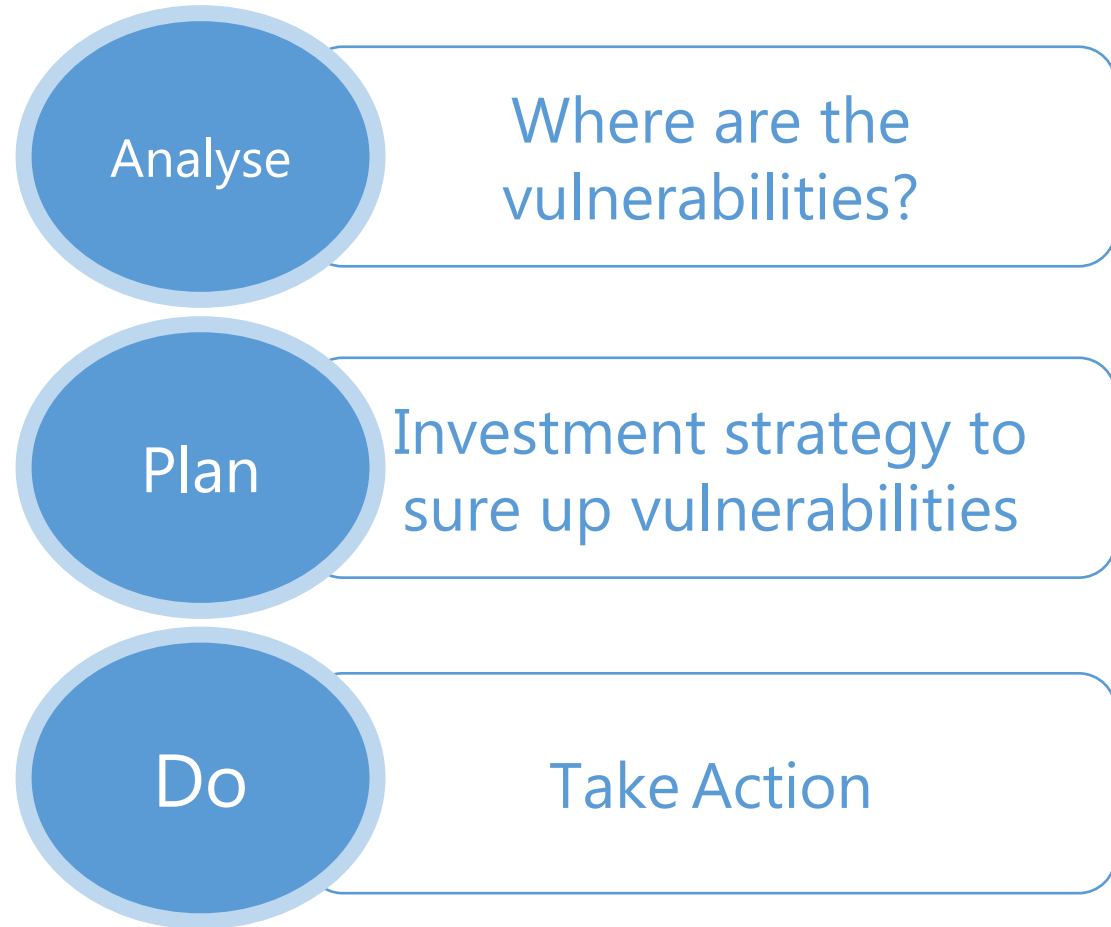 Analyse
Where are the
vulnerabilities?
Plan
Investment strategy to
sure up vulnerabilities
Do
Take Action